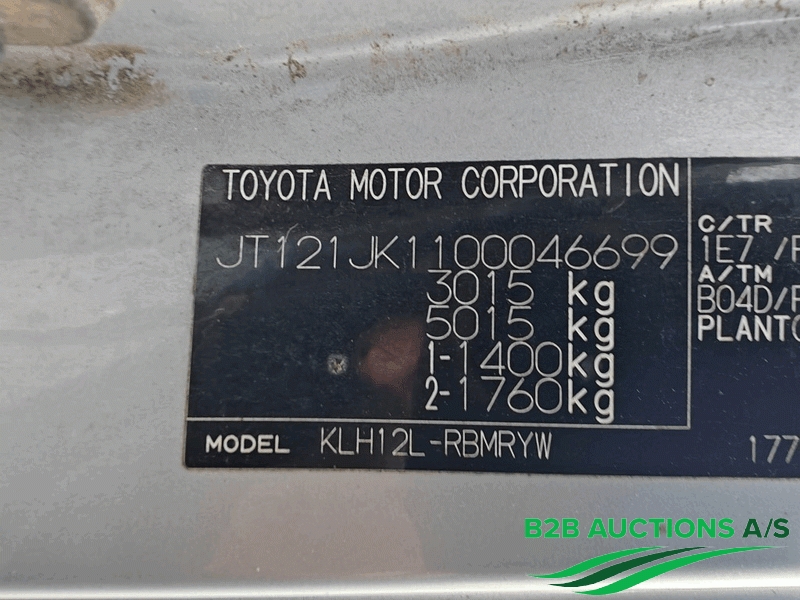 TOYOTA MOTOR CORPORATION
JT121JK1100046699
3015 kg
5015 kg
1-1400kg
2-1760kg
MODEL KLH12L-RBMRYW
C/TR
1E7 /
A/TM
B04D/
PLANT
177
B2B AUCTIONS A/S